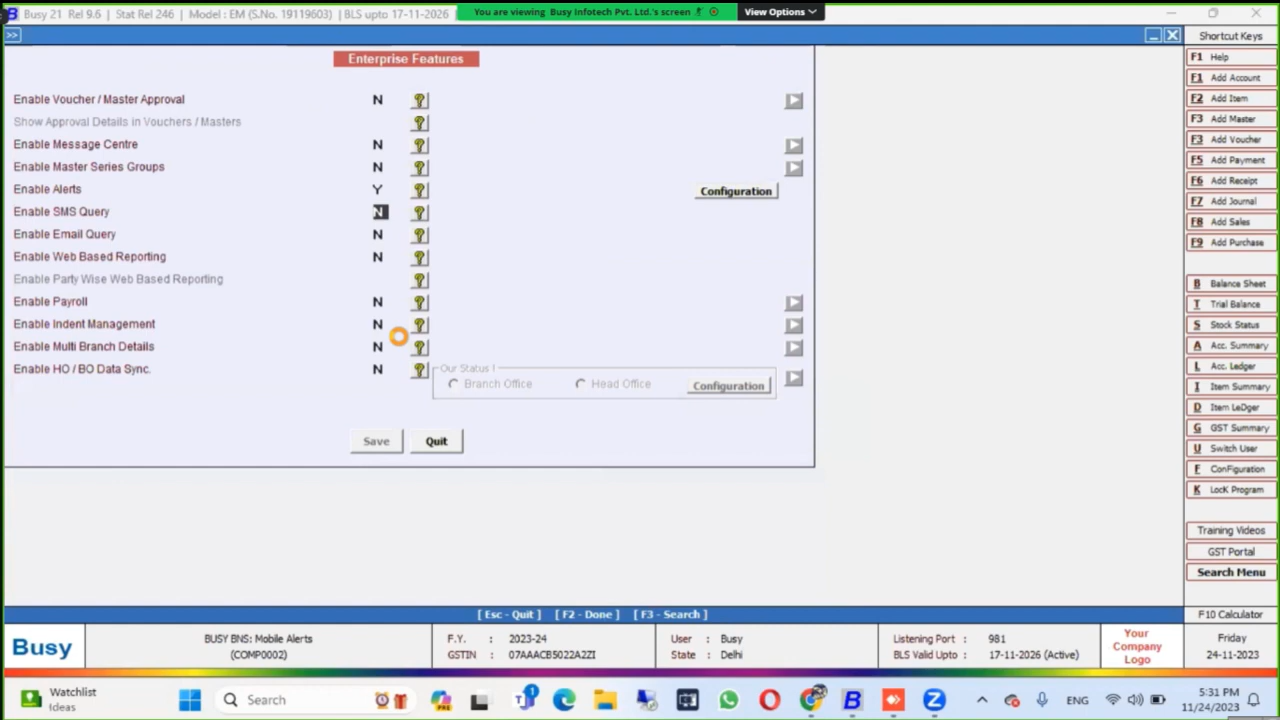 Busy 21 Rel 9.6 | Stat Rel 246 | Model : EM (S.No. 19119603) | BLS upto 17-11-2026
You are viewing Busy Infotech Pvt. Ltd.'s screen
View Options
>>
Enterprise Features
Enable Voucher / Master Approval N ?
Show Approval Details in Vouchers / Masters ?
Enable Message Centre N ?
Enable Master Series Groups N ?
Enable Alerts Y ? Configuration
Enable SMS Query N ?
Enable Email Query N ?
Enable Web Based Reporting N ?
Enable Party Wise Web Based Reporting ?
Enable Payroll N ?
Enable Indent Management N ?
Enable Multi Branch Details N ?
Enable HO / BO Data Sync. N ?
Our Status !
Branch Office Head Office Configuration
Save Quit
Shortcut Keys
F1 Help
F1 Add Account
F2 Add Item
F3 Add Master
F3 Add Voucher
F5 Add Payment
F6 Add Receipt
F7 Add Journal
F8 Add Sales
F9 Add Purchase
B Balance Sheet
T Trial Balance
S Stock Status
A Acc. Summary
L Acc. Ledger
I Item Summary
D Item LeDger
G GST Summary
U Switch User
F ConFiguration
K LocK Program
Training Videos
GST Portal
Search Menu
[ Esc - Quit ] [ F2 - Done ] [ F3 - Search ]
F10 Calculator
Busy
BUSY BNS: Mobile Alerts
(COMP0002)
F.Y. : 2023-24
GSTIN : 07AAACB5022A2ZI
User : Busy
State : Delhi
Listening Port : 981
BLS Valid Upto : 17-11-2026 (Active)
Your
Company
Logo
Friday
24-11-2023
Watchlist
Ideas
Search
ENG
5:31 PM
11/24/2023